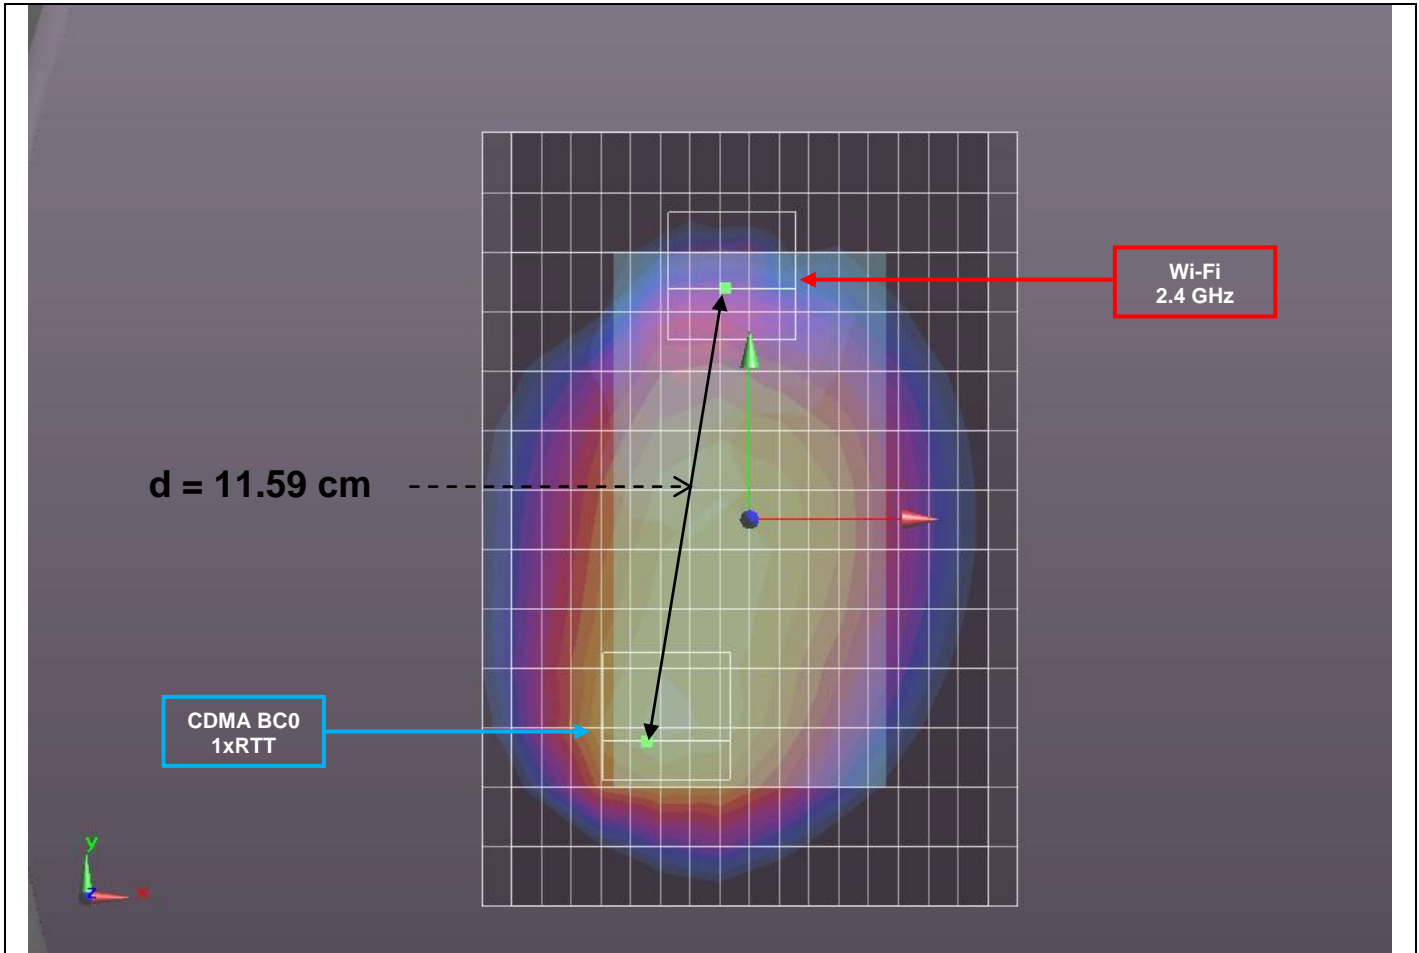 Wi-Fi
2.4 GHz
d = 11.59 cm
CDMA BC0
1xRTT
y
z
x